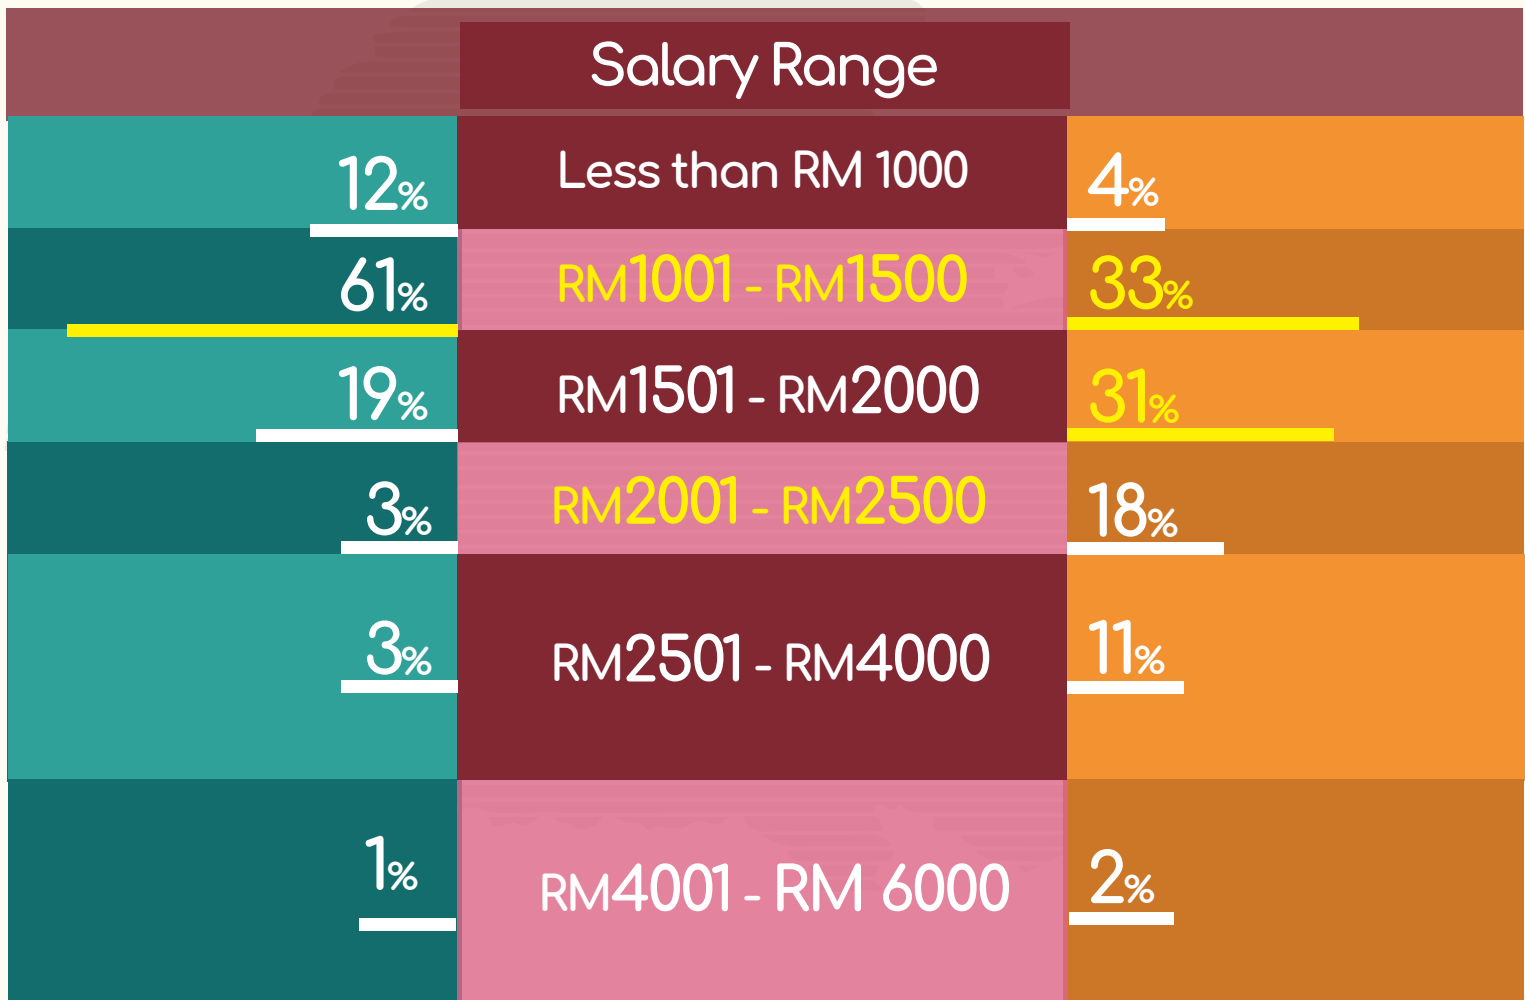 Salary Range
12% Less than RM 1000 4%
61% RM1001 - RM1500 33%
19% RM1501 - RM2000 31%
3% RM2001 - RM2500 18%
3% RM2501 - RM4000 11%
1% RM4001 - RM 6000 2%